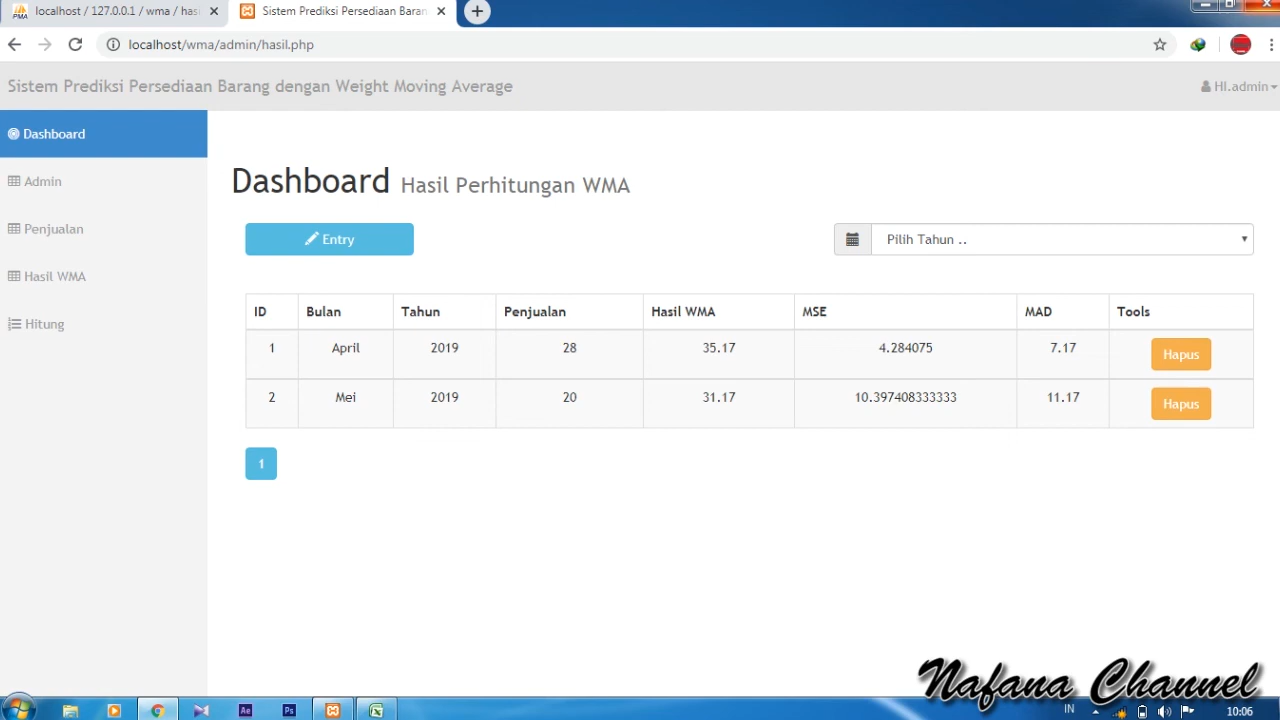 localhost / 127.0.0.1 / wma / hasi
Sistem Prediksi Persediaan Baran
localhost/wma/admin/hasil.php
Sistem Prediksi Persediaan Barang dengan Weight Moving Average
HI.admin
Dashboard
Admin
Penjualan
Hasil WMA
Hitung
Dashboard Hasil Perhitungan WMA
Entry
Pilih Tahun ..
ID Bulan Tahun Penjualan Hasil WMA MSE MAD Tools
1 April 2019 28 35.17 4.284075 7.17 Hapus
2 Mei 2019 20 31.17 10.397408333333 11.17 Hapus
1
Nafana Channel
Ae Ps IN 10:06